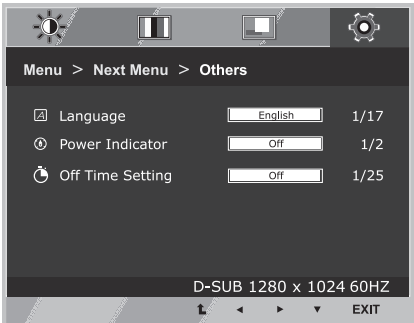 Menu > Next Menu > Others
Language English 1/17
Power Indicator Off 1/2
Off Time Setting Off 1/25
D-SUB 1280 x 1024 60HZ
EXIT